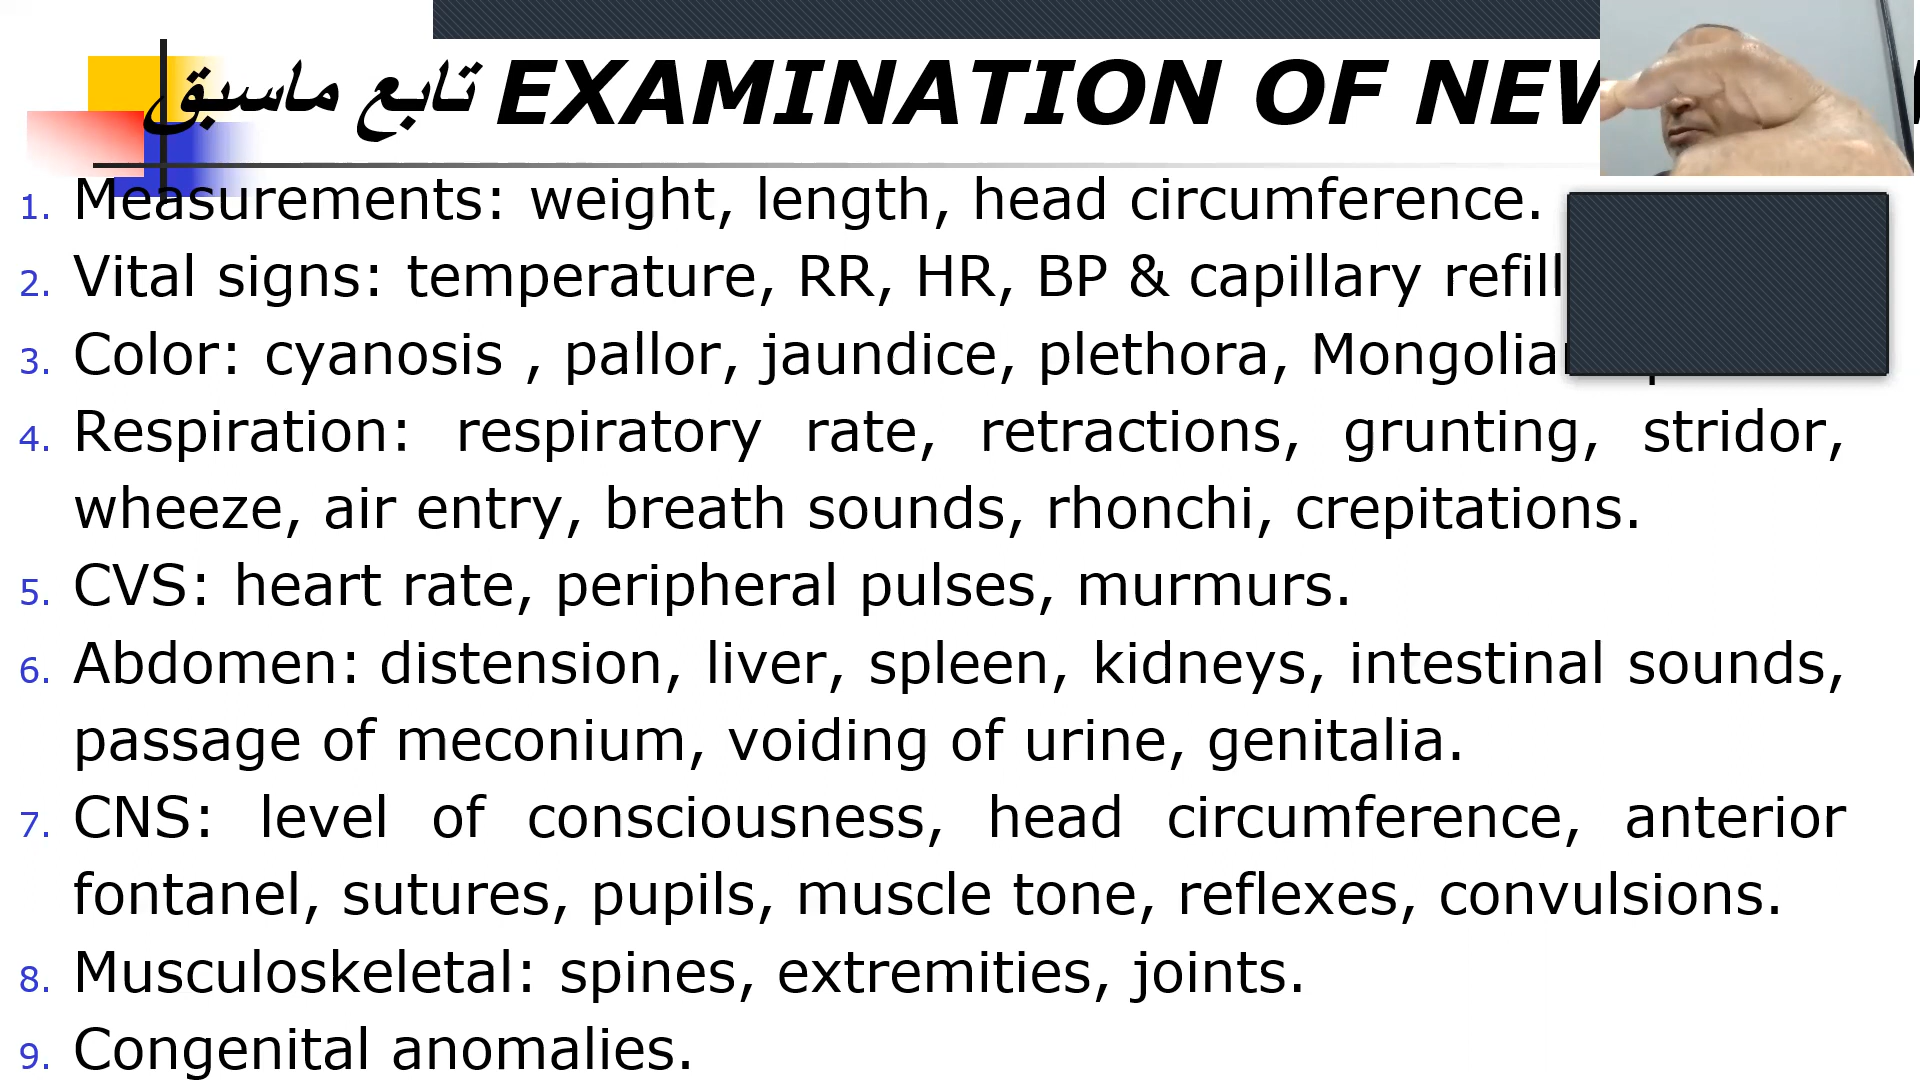 تابع ماسبق EXAMINATION OF
1. Measurements: weight, length, head circumference.
2. Vital signs: temperature, RR, HR, BP & capillary refill
3. Color: cyanosis , pallor, jaundice, plethora,
4. Respiration: respiratory rate, retractions, grunting, stridor,
wheeze, air entry, breath sounds, rhonchi, crepitations.
5. CVS: heart rate, peripheral pulses, murmurs.
6. Abdomen: distension, liver, spleen, kidneys, intestinal sounds,
passage of meconium, voiding of urine, genitalia.
7. CNS: level of consciousness, head circumference, anterior
fontanel, sutures, pupils, muscle tone, reflexes, convulsions.
8. Musculoskeletal: spines, extremities, joints.
9. Congenital anomalies.